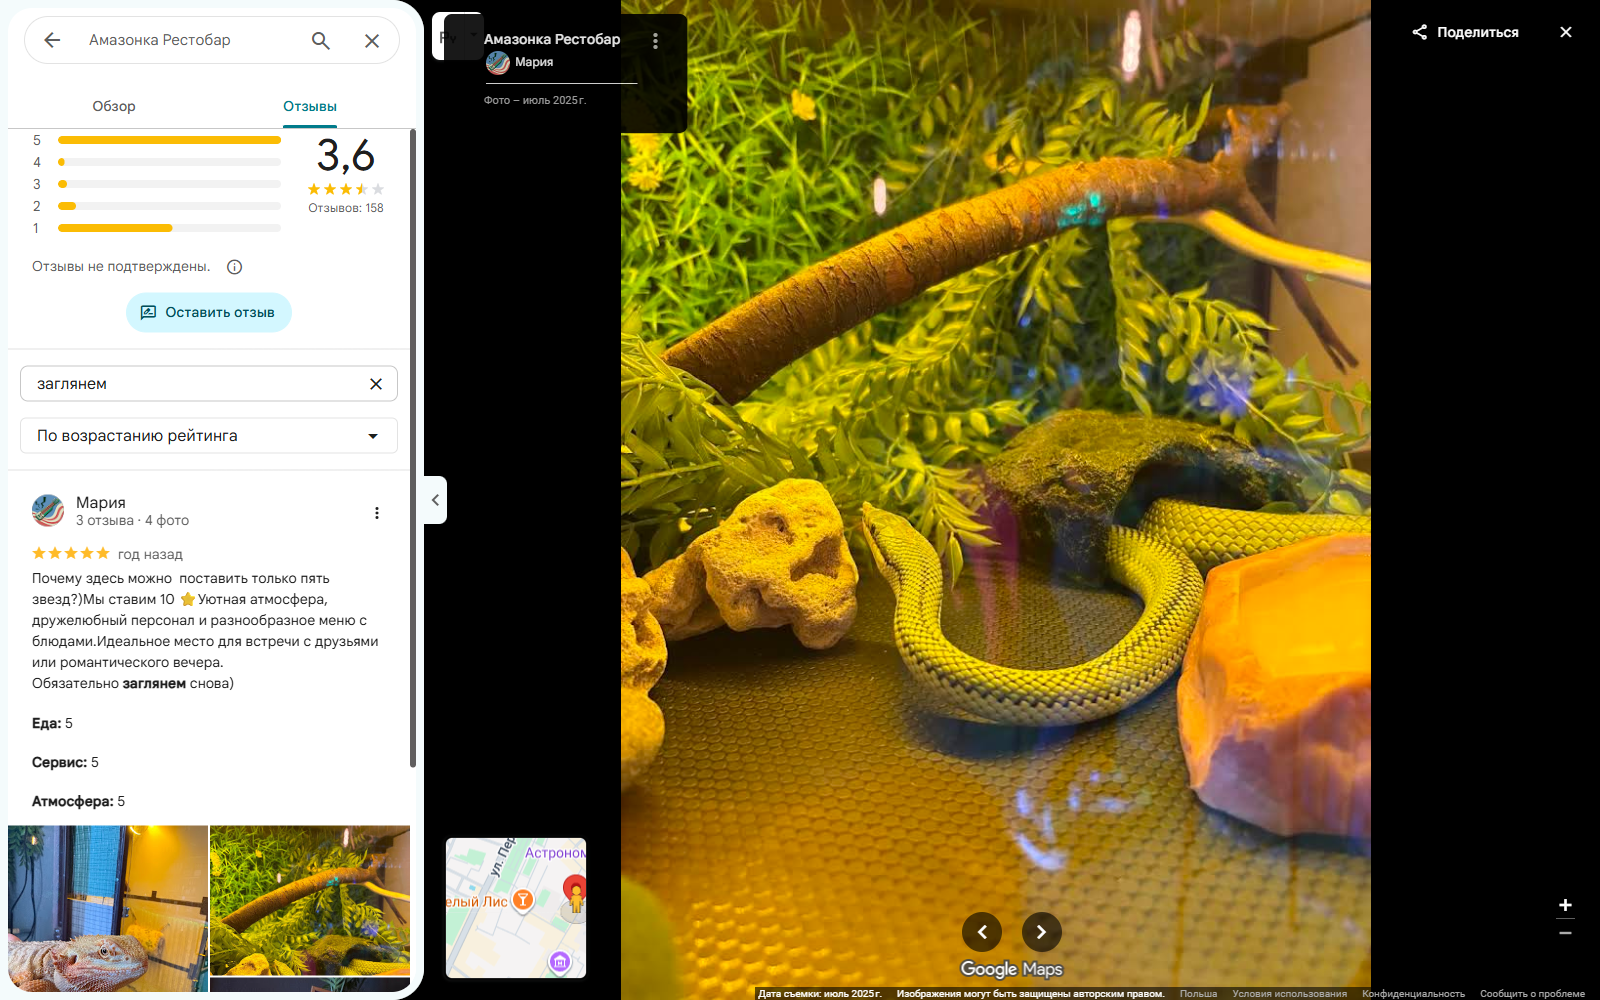 Амазонка Рестобар
Обзор
Отзывы
5
4
3
2
1
3,6
Отзывов: 158
Отзывы не подтверждены.
Оставить отзыв
заглянем
По возрастанию рейтинга
Мария
3 отзыва · 4 фото
год назад
Почему здесь можно  поставить только пять
звезд?)Мы ставим 10 ⭐ Уютная атмосфера,
дружелюбный персонал и разнообразное меню с
блюдами.Идеальное место для встречи с друзьями
или романтического вечера.
Обязательно заглянем снова)
Еда: 5
Сервис: 5
Атмосфера: 5
Амазонка Рестобар
Мария
Фото – июль 2025 г.
Поделиться
ул. Пер
Астроном
елый Лис
Google Maps
Дата съемки: июль 2025 г.
Изображения могут быть защищены авторским правом.
Польша
Условия использования
Конфиденциальность
Сообщить о проблеме